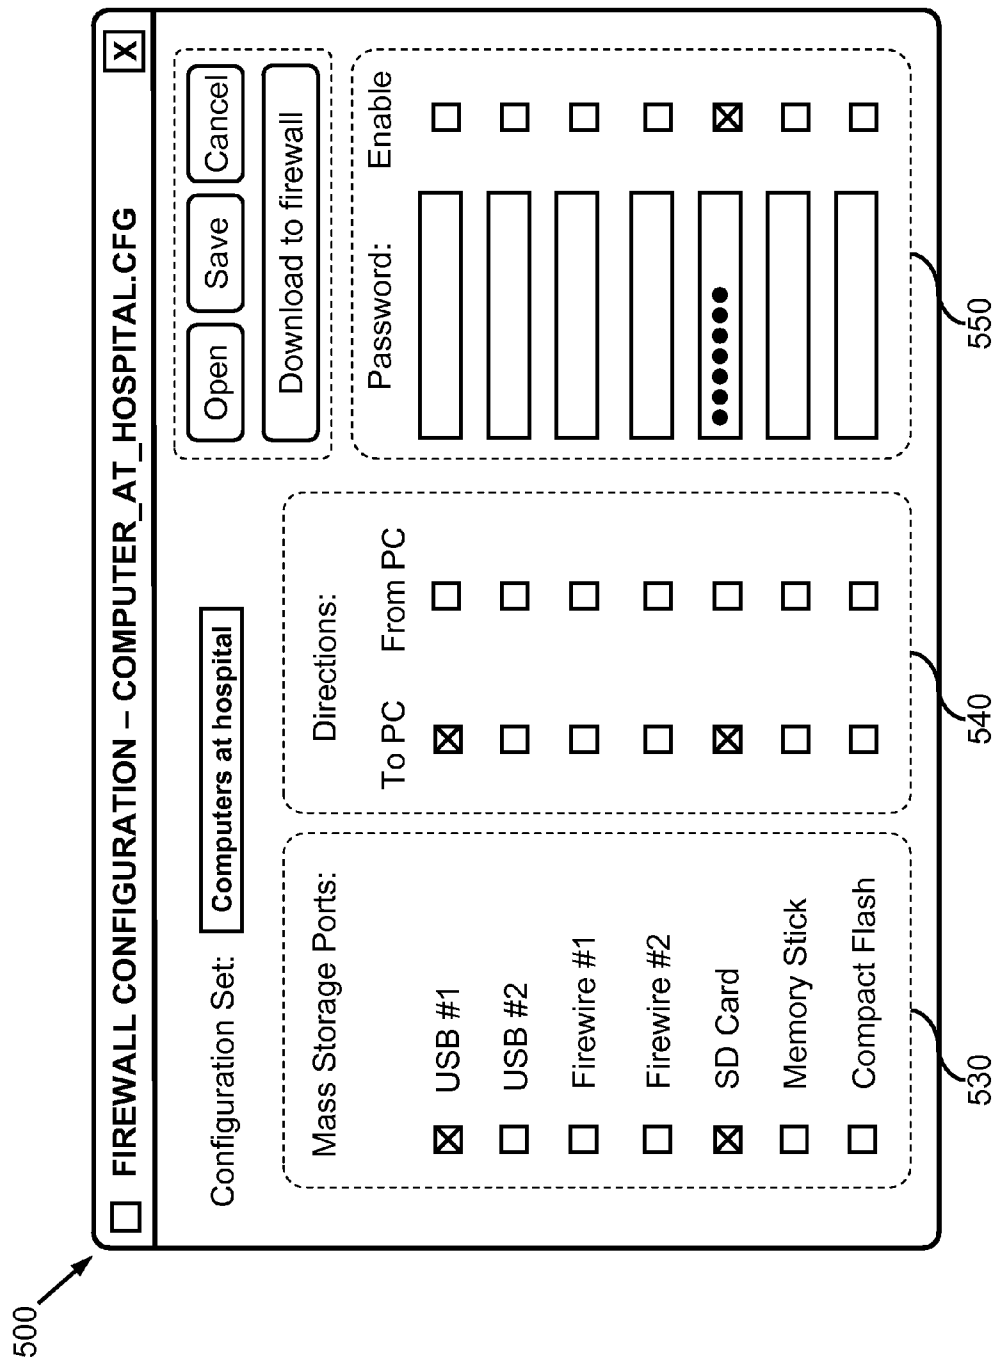 500
FIREWALL CONFIGURATION – COMPUTER_AT_HOSPITAL.CFG X
Configuration Set: Computers at hospital
Open Save Cancel
Download to firewall
Mass Storage Ports:
USB #1
USB #2
Firewire #1
Firewire #2
SD Card
Memory Stick
Compact Flash
530
Directions:
To PC From PC
540
Password: Enable
●●●●●●●
550